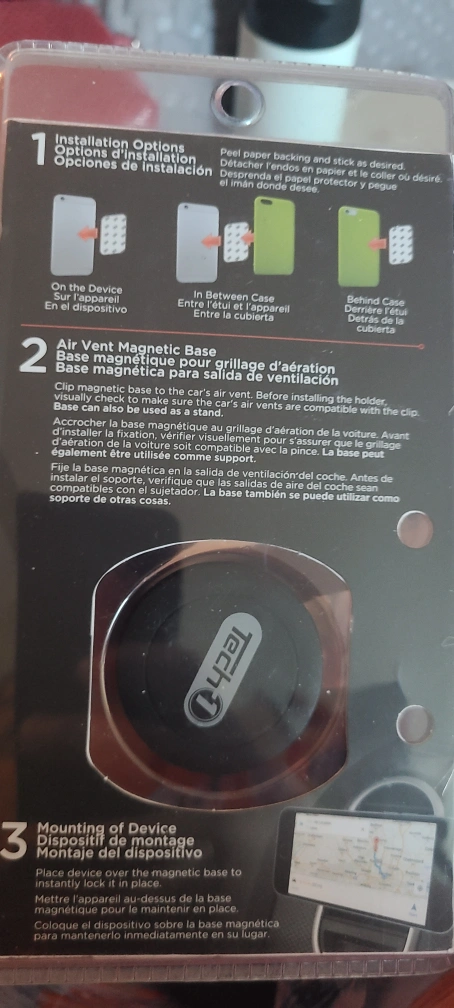 1
Installation Options
Options d'installation
Opciones de instalación
Peel paper backing and stick as desired.
Détacher l'endos en papier et le coller où désiré.
Desprenda el papel protector y pegue
el imán donde desee.
On the Device
Sur l'appareil
En el dispositivo
In Between Case
Entre l'étui et l'appareil
Entre la cubierta
Behind Case
Derrière l'étui
Detrás de la
cubierta
2
Air Vent Magnetic Base
Base magnétique pour grillage d'aération
Base magnética para salida de ventilación
Clip magnetic base to the car's air vent. Before installing the holder,
visually check to make sure the car's air vents are compatible with the clip.
Base can also be used as a stand.
Accrocher la base magnétique au grillage d'aération de la voiture. Avant
d'installer la fixation, vérifier visuellement pour s'assurer que le grillage
d'aération de la voiture soit compatible avec la pince. La base peut
également être utilisée comme support.
Fije la base magnética en la salida de ventilación del coche. Antes de
instalar el soporte, verifique que las salidas de aire del coche sean
compatibles con el sujetador. La base también se puede utilizar como
soporte de otras cosas.
Tech1
3
Mounting of Device
Dispositif de montage
Montaje del dispositivo
Place device over the magnetic base to
instantly lock it in place.
Mettre l'appareil au-dessus de la base
magnétique pour le maintenir en place.
Coloque el dispositivo sobre la base magnética
para mantenerlo inmediatamente en su lugar.